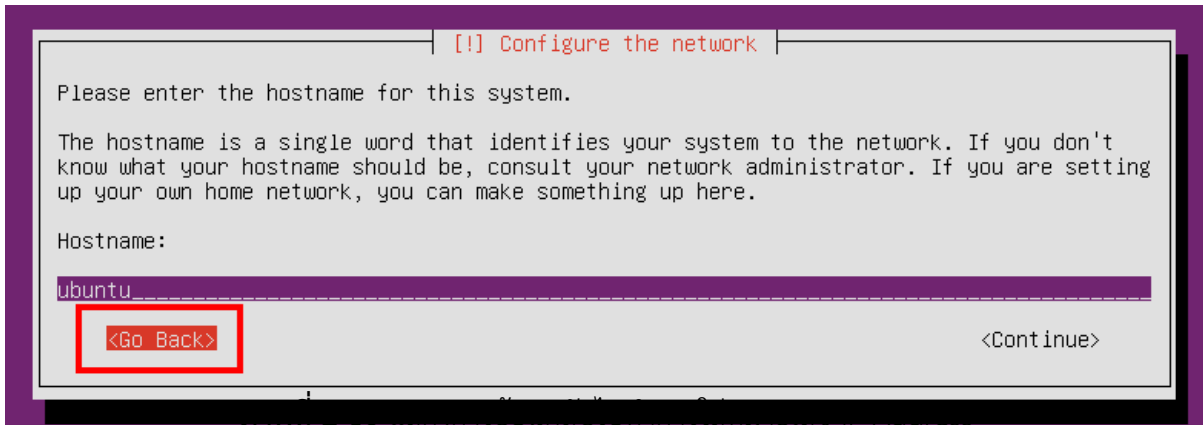 [!] Configure the network
Please enter the hostname for this system.
The hostname is a single word that identifies your system to the network. If you don't
know what your hostname should be, consult your network administrator. If you are setting
up your own home network, you can make something up here.
Hostname:
ubuntu
<Go Back> <Continue>